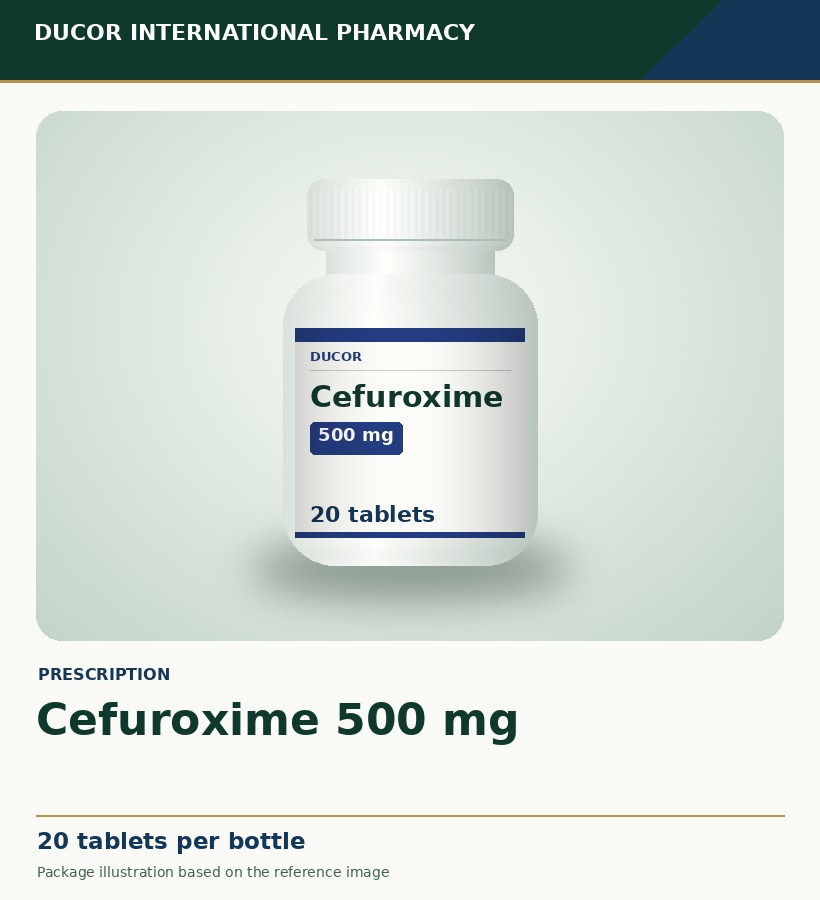 DUCOR INTERNATIONAL PHARMACY
DUCOR
Cefuroxime
500 mg
20 tablets
PRESCRIPTION
Cefuroxime 500 mg
20 tablets per bottle
Package illustration based on the reference image